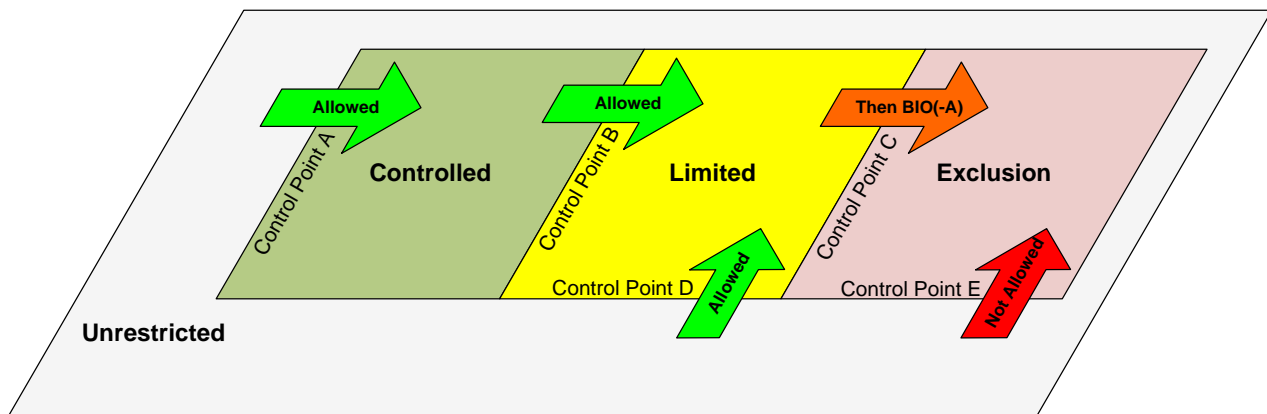 Allowed
Allowed
Then BIO(-A)
Control Point A
Controlled
Control Point B
Limited
Control Point C
Exclusion
Control Point D
Allowed
Control Point E
Not Allowed
Unrestricted